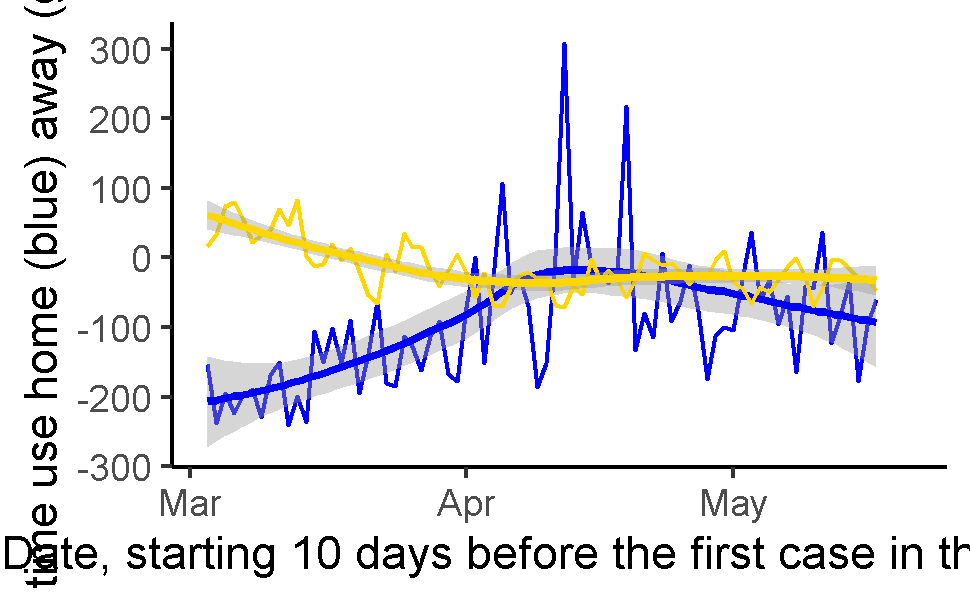 time use home (blue) away (
300
200
100
0
-100
-200
-300
Mar Apr May
Date, starting 10 days before the first case in th